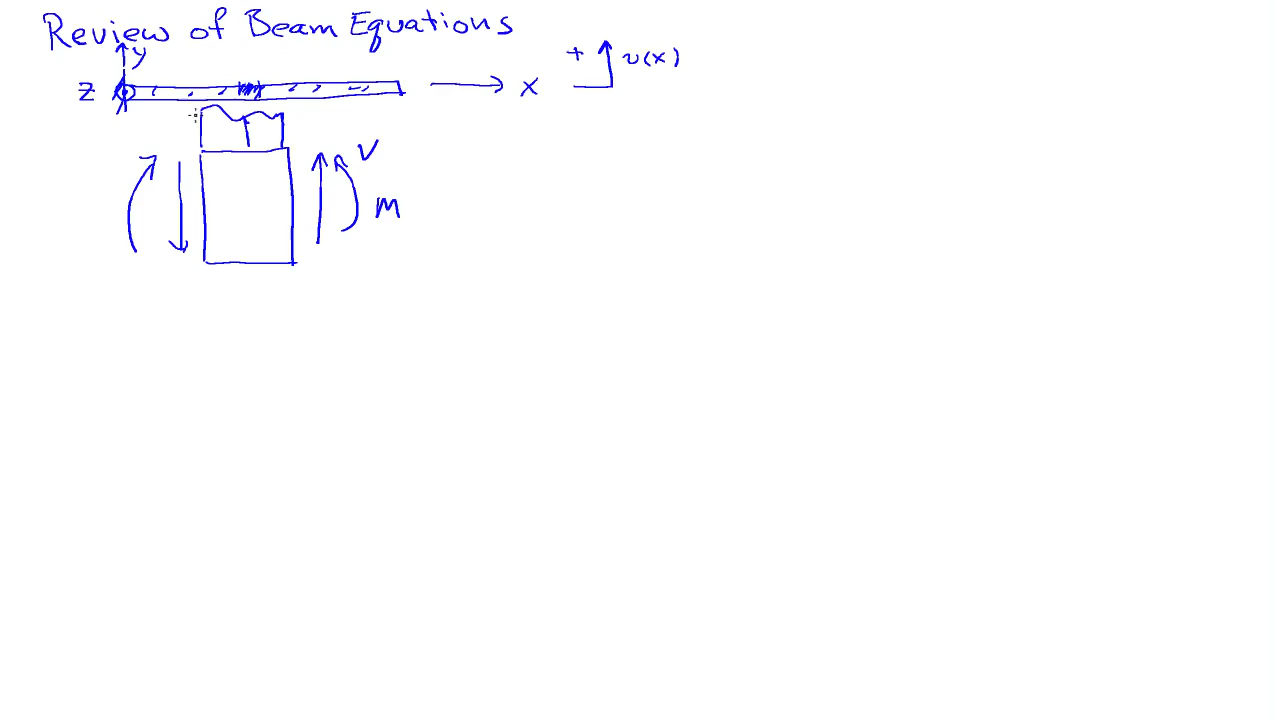 Review of Beam Equations
y
+ v(x)
z x
V
M